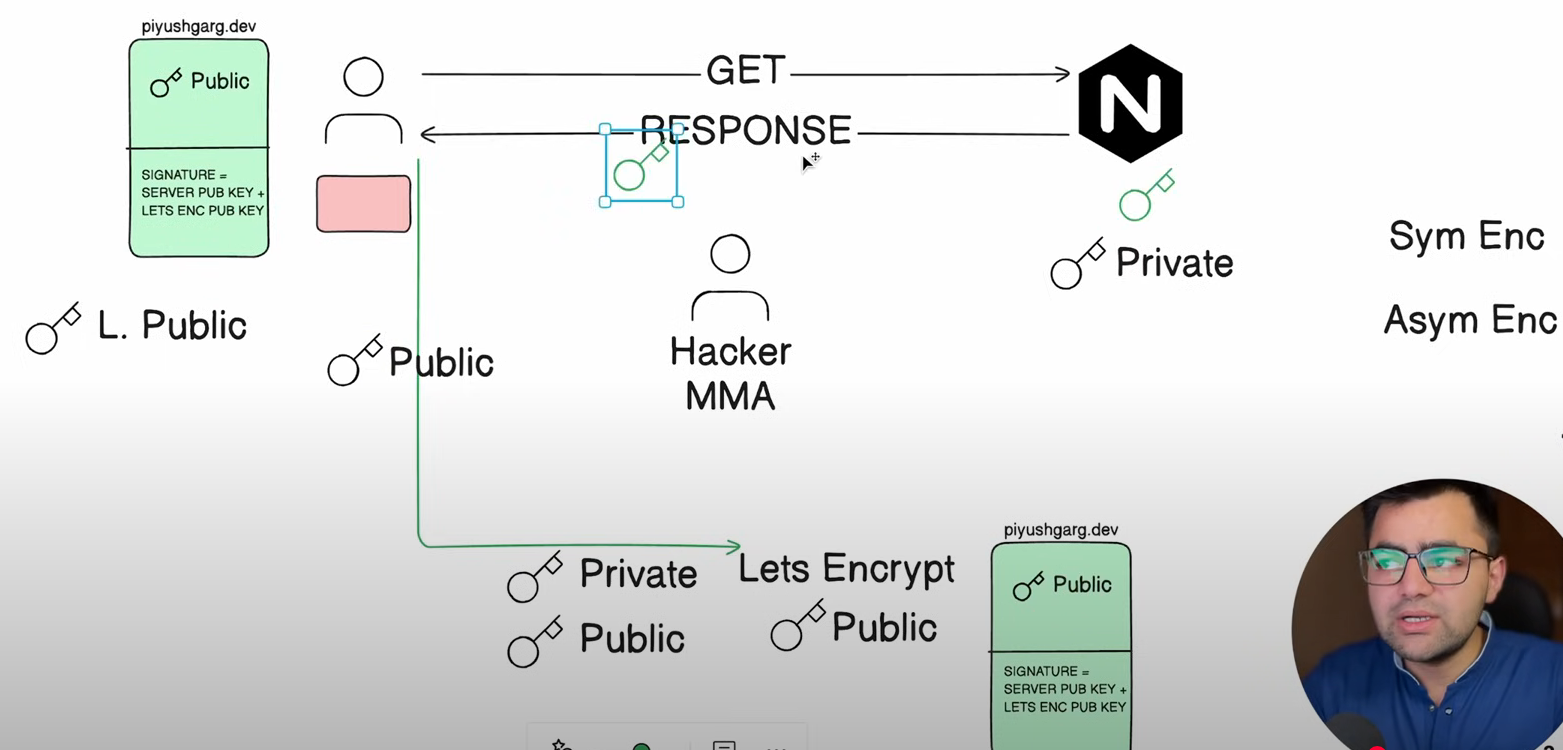 piyushgarg.dev
Public
SIGNATURE =
SERVER PUB KEY +
LETS ENC PUB KEY
GET
RESPONSE
N
Private
Sym Enc
Asym Enc
L. Public
Public
Hacker
MMA
Private
Public
Lets Encrypt
Public
piyushgarg.dev
Public
SIGNATURE =
SERVER PUB KEY +
LETS ENC PUB KEY